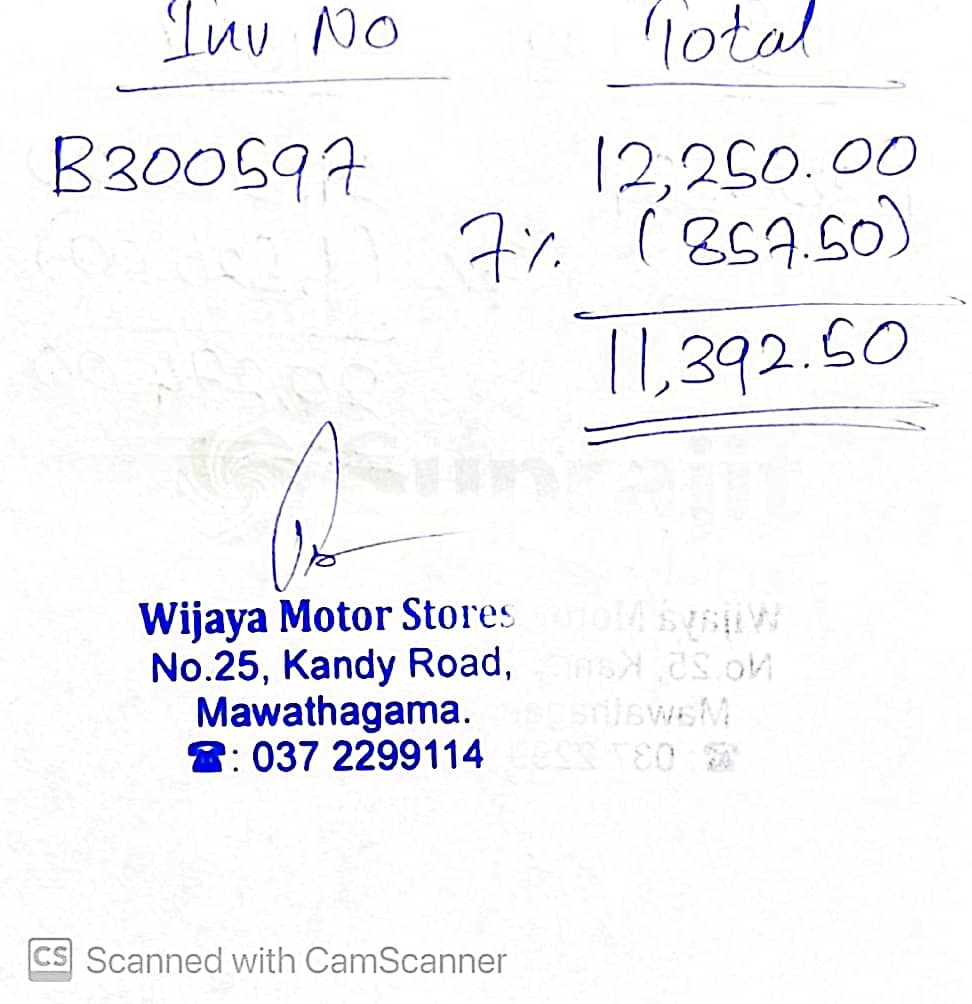 Inv No Total
B300597 12,250.00
7% (857.50)
11,392.50
Wijaya Motor Stores
No.25, Kandy Road,
Mawathagama.
☎: 037 2299114
CS Scanned with CamScanner